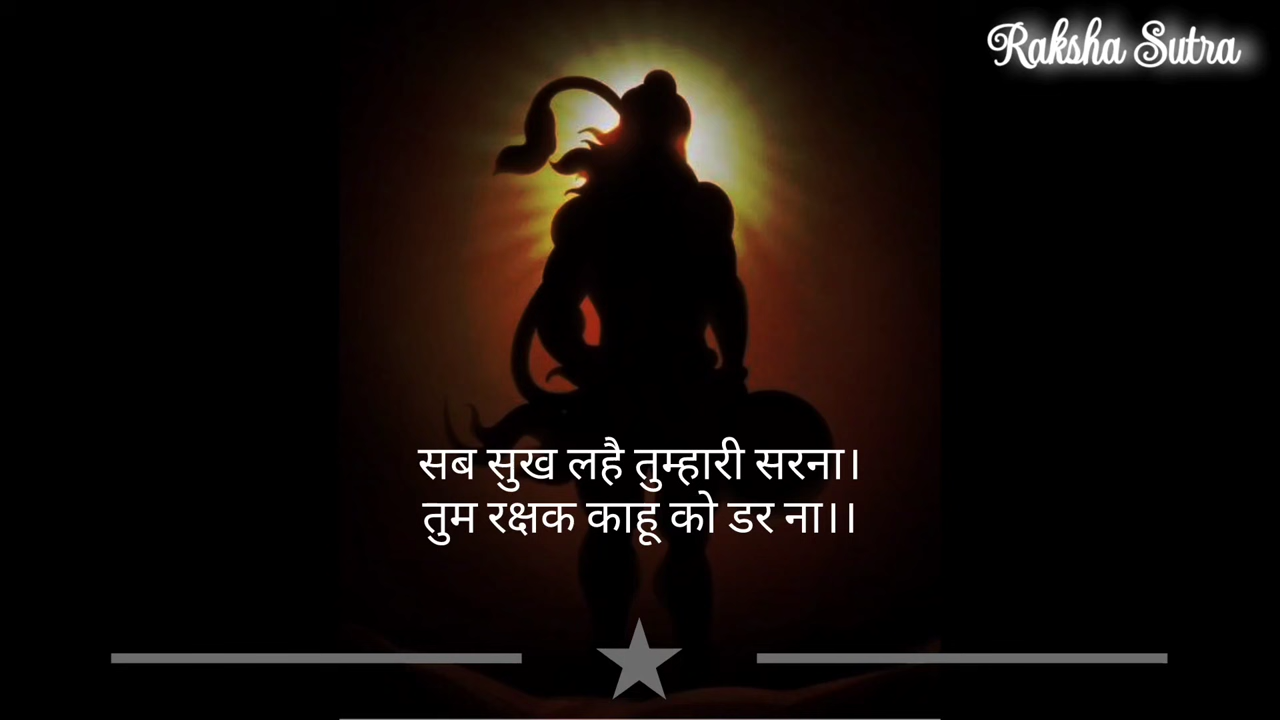 Raksha Sutra
सब सुख लहै तुम्हारी सरना।
तुम रक्षक काहू को डर ना।।